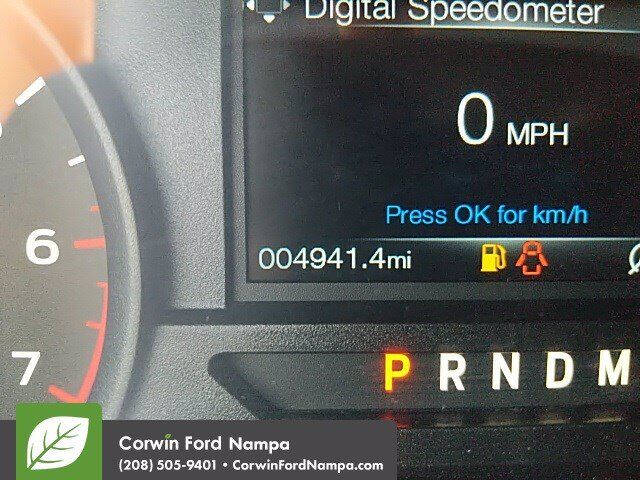 Digital Speedometer
0 MPH
Press OK for km/h
004941.4mi
6
7
P R N D M
Corwin Ford Nampa
(208) 505-9401 • CorwinFordNampa.com